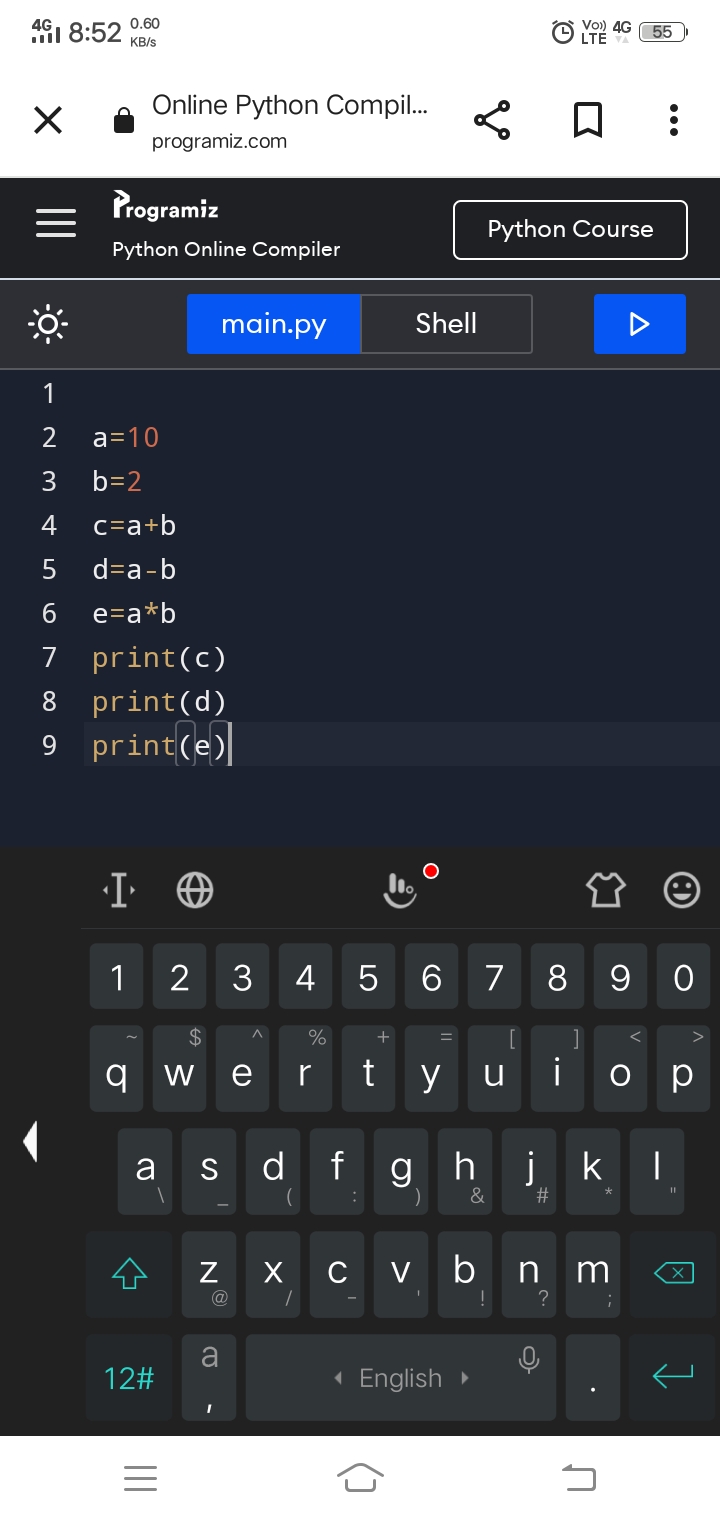 4G 8:52 0.60 KB/s Vo)) LTE 4G 55
Online Python Compil...
programiz.com
Programiz
Python Online Compiler
Python Course
main.py Shell
1
2 a=10
3 b=2
4 c=a+b
5 d=a-b
6 e=a*b
7 print(c)
8 print(d)
9 print(e)
1 2 3 4 5 6 7 8 9 0
~ $ ^ % + = [ ] < >
q w e r t y u i o p
a s d f g h j k l
\ _ ( : ) & # * "
z x c v b n m
@ / - ' ! ? ;
12# a , English .